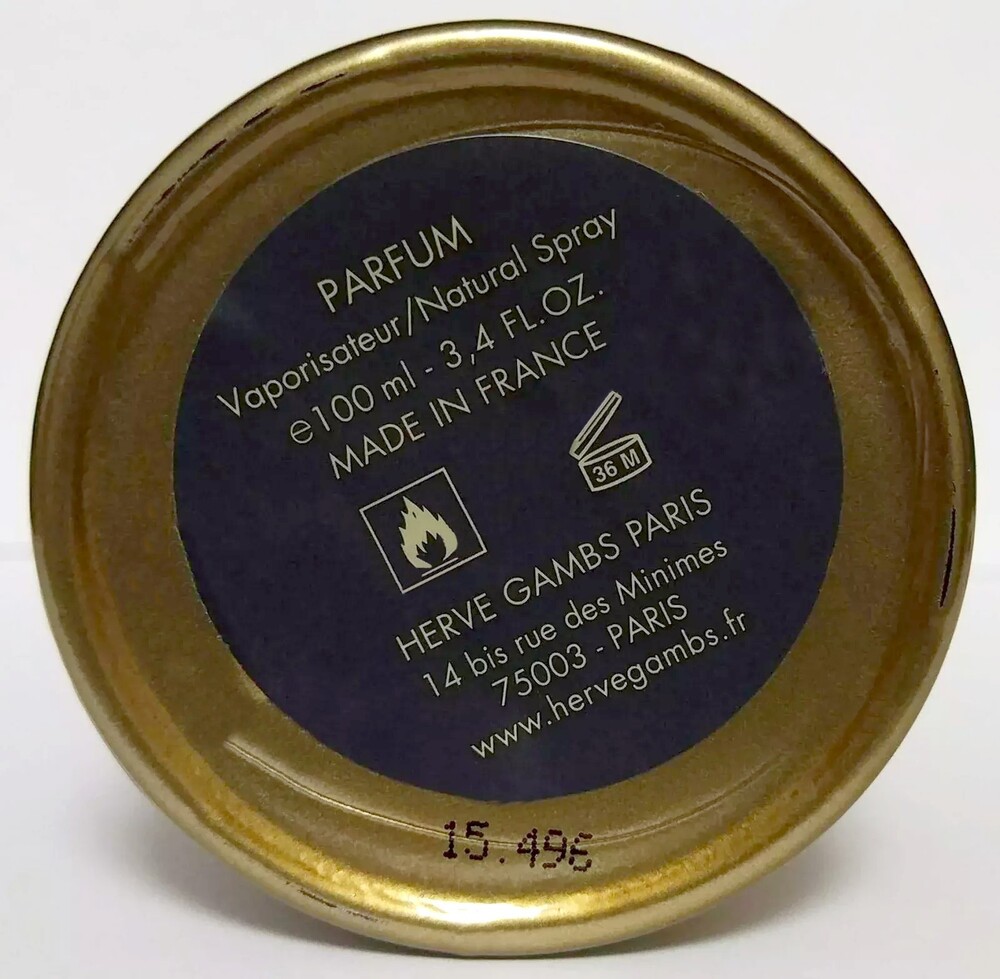 PARFUM
Vaporisateur/Natural Spray
℮100 ml - 3,4 FL.OZ.
MADE IN FRANCE
36 M
HERVE GAMBS PARIS
14 bis rue des Minimes
75003 - PARIS
www.hervegambs.fr
15.496